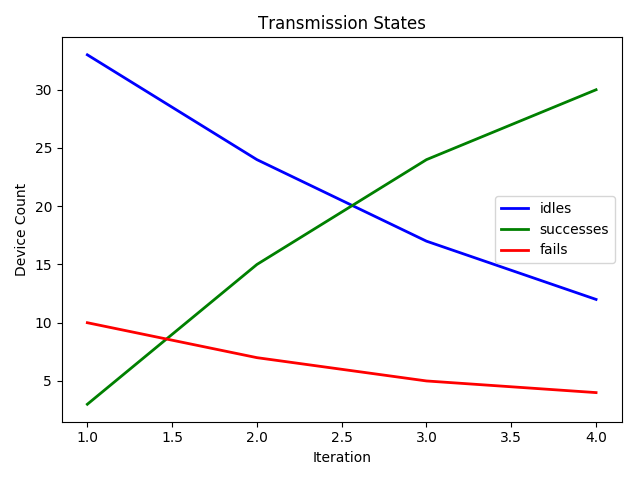 Transmission States
Device Count
30
25
20
15
10
5
idles
successes
fails
1.0 1.5 2.0 2.5 3.0 3.5 4.0
Iteration